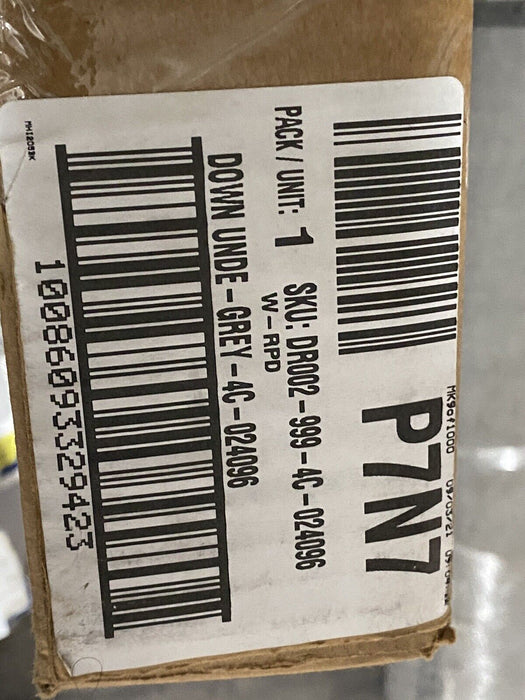 P7N7
PACK / UNIT: 1 SKU: DR002-999-4C-024096
W-RPD
DOWN UNDE-GREY-4C-024096
10086093329423